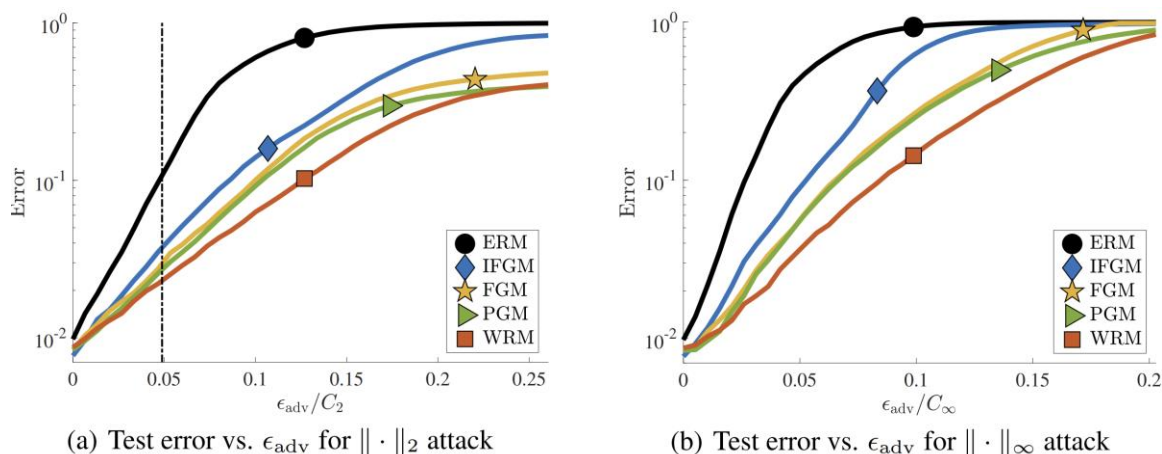 10^0
10^-1
10^-2
Error
0 0.05 0.1 0.15 0.2 0.25
ϵ_adv/C_2
ERM
IFGM
FGM
PGM
WRM
(a) Test error vs. ϵ_adv for ‖ · ‖_2 attack
10^0
10^-1
10^-2
Error
0 0.05 0.1 0.15 0.2
ϵ_adv/C_∞
ERM
IFGM
FGM
PGM
WRM
(b) Test error vs. ϵ_adv for ‖ · ‖_∞ attack